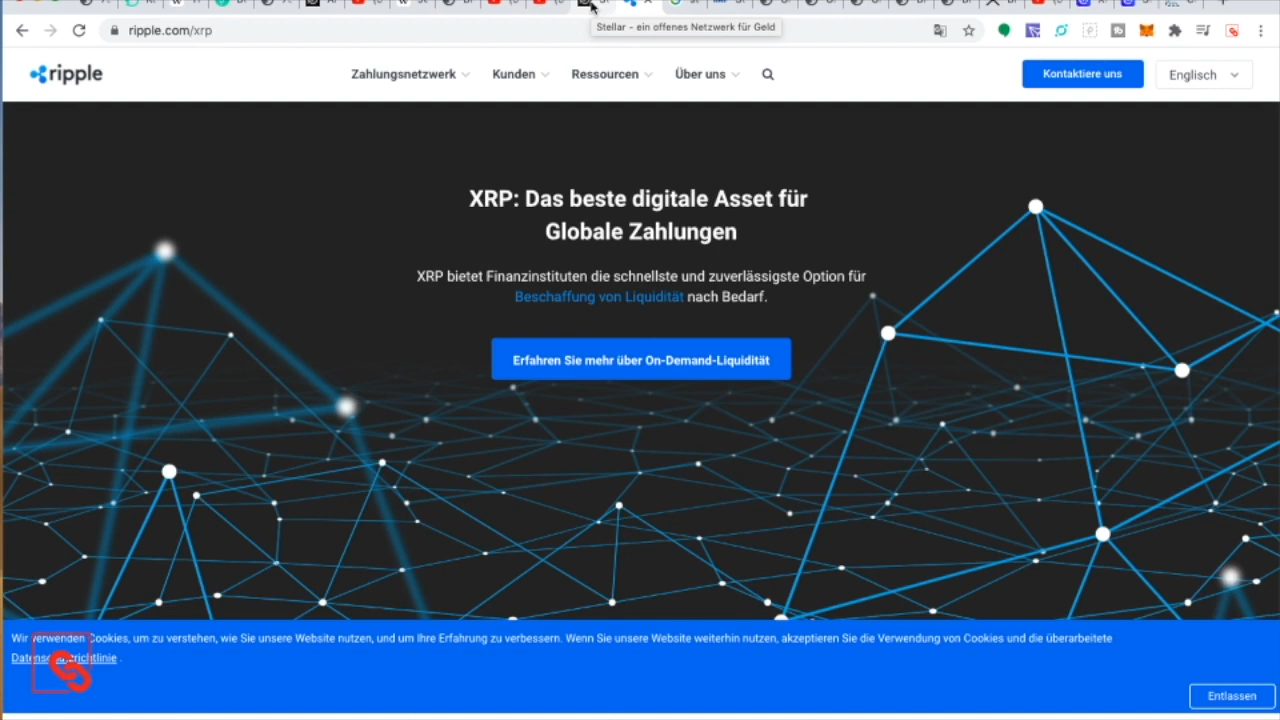 Stellar - ein offenes Netzwerk für Geld
ripple.com/xrp
ripple
Zahlungsnetzwerk
Kunden
Ressourcen
Über uns
Kontaktiere uns
Englisch
XRP: Das beste digitale Asset für
Globale Zahlungen
XRP bietet Finanzinstituten die schnellste und zuverlässigste Option für
Beschaffung von Liquidität nach Bedarf.
Erfahren Sie mehr über On-Demand-Liquidität
Wir verwenden Cookies, um zu verstehen, wie Sie unsere Website nutzen, und um Ihre Erfahrung zu verbessern. Wenn Sie unsere Website weiterhin nutzen, akzeptieren Sie die Verwendung von Cookies und die überarbeitete
Datenschutzrichtlinie .
Entlassen